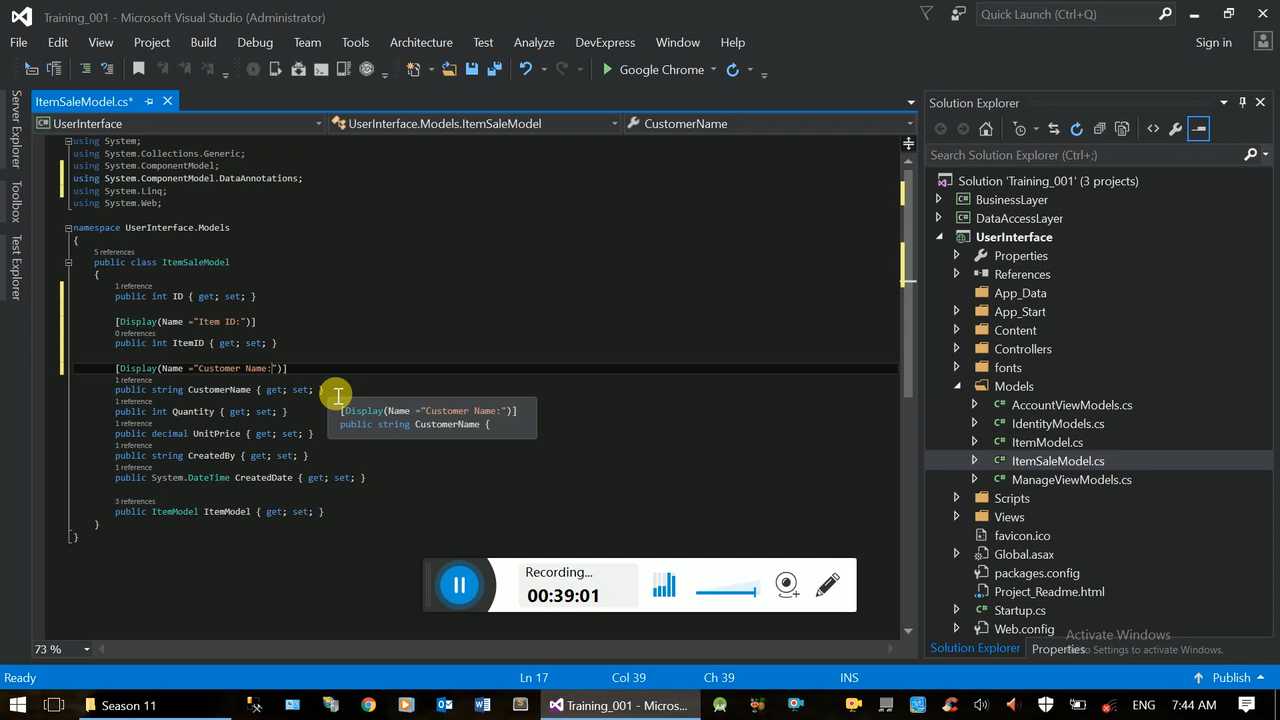 Training_001 - Microsoft Visual Studio (Administrator)
Quick Launch (Ctrl+Q)
File Edit View Project Build Debug Team Tools Architecture Test Analyze DevExpress Window Help
Sign in
Google Chrome
Server Explorer
Toolbox
Test Explorer
ItemSaleModel.cs*
UserInterface
UserInterface.Models.ItemSaleModel
CustomerName
using System;
using System.Collections.Generic;
using System.ComponentModel;
using System.ComponentModel.DataAnnotations;
using System.Linq;
using System.Web;
namespace UserInterface.Models
{
5 references
public class ItemSaleModel
{
1 reference
public int ID { get; set; }
[Display(Name ="Item ID:")]
0 references
public int ItemID { get; set; }
[Display(Name ="Customer Name:")]
1 reference
public string CustomerName { get; set; }
1 reference
public int Quantity { get; set; }
1 reference
public decimal UnitPrice { get; set; }
1 reference
public string CreatedBy { get; set; }
1 reference
public System.DateTime CreatedDate { get; set; }
3 references
public ItemModel ItemModel { get; set; }
}
}
[Display(Name ="Customer Name:")]
public string CustomerName {
Recording...
00:39:01
73 %
Solution Explorer
Search Solution Explorer (Ctrl+;)
Solution 'Training_001' (3 projects)
BusinessLayer
DataAccessLayer
UserInterface
Properties
References
App_Data
App_Start
Content
Controllers
fonts
Models
AccountViewModels.cs
IdentityModels.cs
ItemModel.cs
ItemSaleModel.cs
ManageViewModels.cs
Scripts
Views
favicon.ico
Global.asax
packages.config
Project_Readme.html
Startup.cs
Web.config
Activate Windows
Go to Settings to activate Windows.
Solution Explorer Properties
Ready
Ln 17
Col 39
Ch 39
INS
Publish
Season 11
Training_001 - Micros...
ENG
7:44 AM